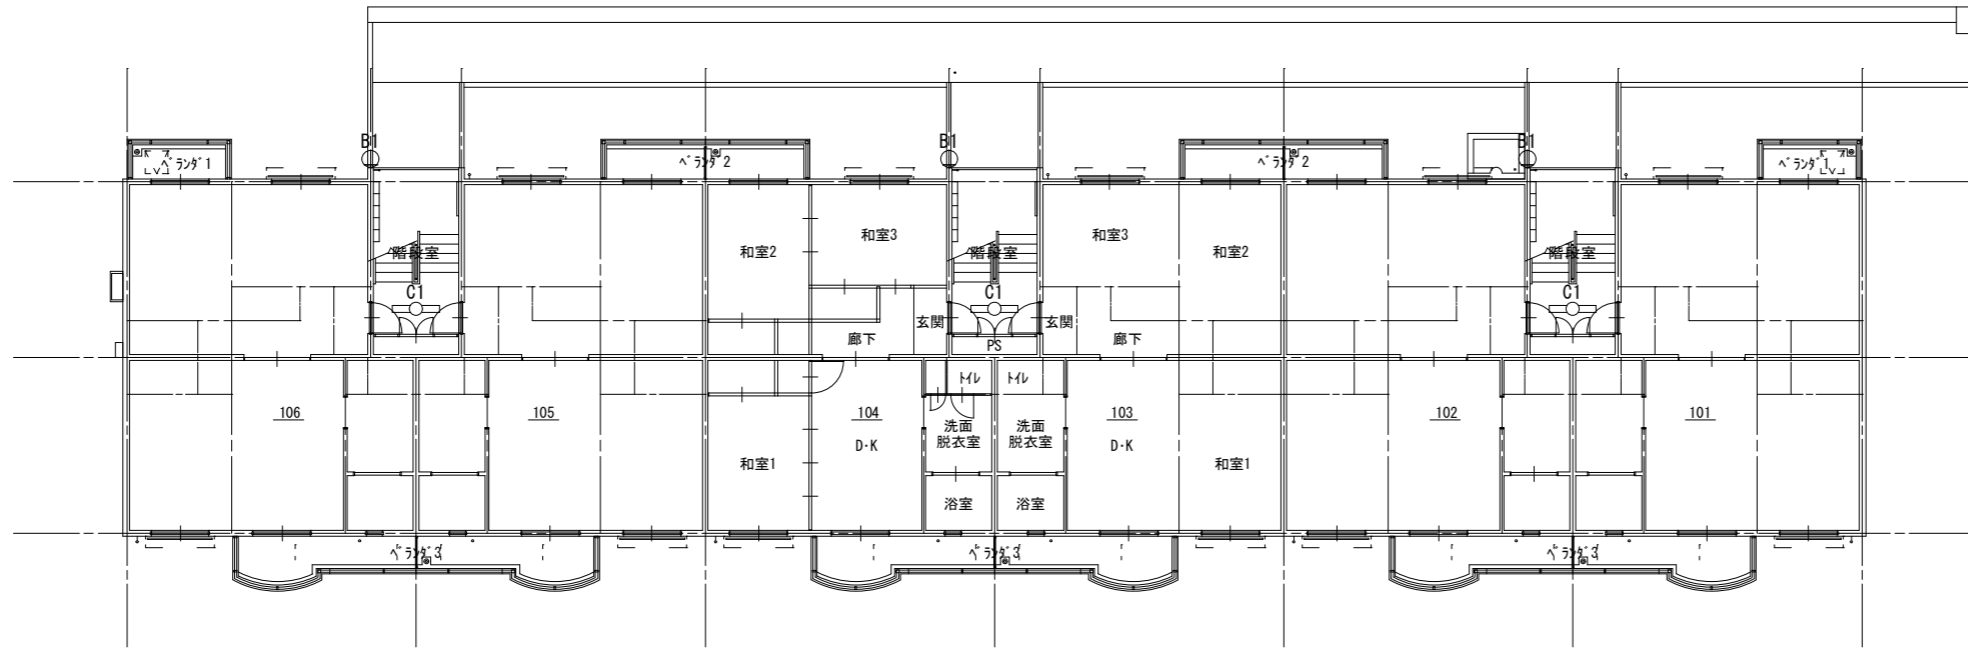 B1
B1
B1
ベランダ1
ベランダ2
ベランダ2
ベランダ1
和室3
和室3
階段室
和室2
階段室
和室2
階段室
C1
C1
C1
玄関
玄関
廊下
廊下
PS
トイレ
トイレ
106
105
104
103
102
101
洗面
脱衣室
洗面
脱衣室
D・K
D・K
和室1
和室1
浴室
浴室
ベランダ3
ベランダ3
ベランダ3